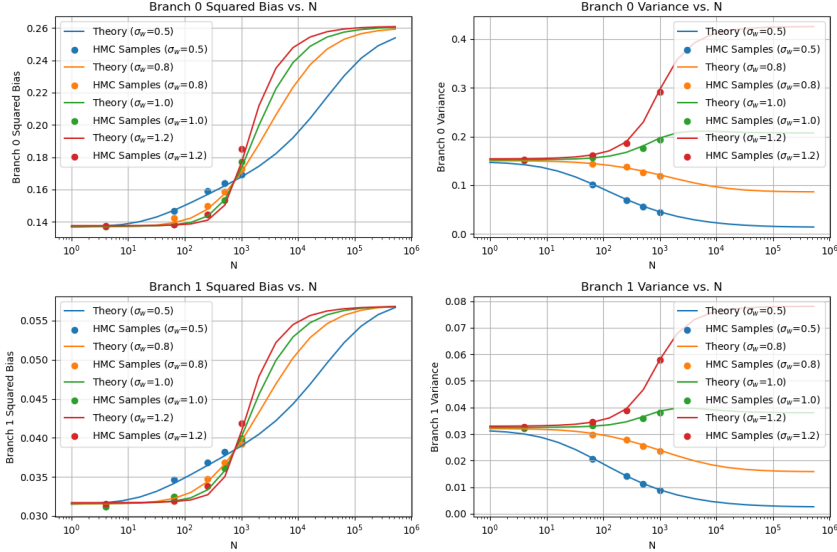 Branch 0 Squared Bias vs. N
Branch 0 Squared Bias
0.26
0.24
0.22
0.20
0.18
0.16
0.14
Theory (σw=0.5)
HMC Samples (σw=0.5)
Theory (σw=0.8)
HMC Samples (σw=0.8)
Theory (σw=1.0)
HMC Samples (σw=1.0)
Theory (σw=1.2)
HMC Samples (σw=1.2)
10⁰ 10¹ 10² 10³ 10⁴ 10⁵ 10⁶
N
Branch 0 Variance vs. N
Branch 0 Variance
0.4
0.3
0.2
0.1
0.0
Theory (σw=0.5)
HMC Samples (σw=0.5)
Theory (σw=0.8)
HMC Samples (σw=0.8)
Theory (σw=1.0)
HMC Samples (σw=1.0)
Theory (σw=1.2)
HMC Samples (σw=1.2)
10⁰ 10¹ 10² 10³ 10⁴ 10⁵ 10⁶
N
Branch 1 Squared Bias vs. N
Branch 1 Squared Bias
0.055
0.050
0.045
0.040
0.035
0.030
Theory (σw=0.5)
HMC Samples (σw=0.5)
Theory (σw=0.8)
HMC Samples (σw=0.8)
Theory (σw=1.0)
HMC Samples (σw=1.0)
Theory (σw=1.2)
HMC Samples (σw=1.2)
10⁰ 10¹ 10² 10³ 10⁴ 10⁵ 10⁶
N
Branch 1 Variance vs. N
Branch 1 Variance
0.08
0.07
0.06
0.05
0.04
0.03
0.02
0.01
0.00
Theory (σw=0.5)
HMC Samples (σw=0.5)
Theory (σw=0.8)
HMC Samples (σw=0.8)
Theory (σw=1.0)
HMC Samples (σw=1.0)
Theory (σw=1.2)
HMC Samples (σw=1.2)
10⁰ 10¹ 10² 10³ 10⁴ 10⁵ 10⁶
N